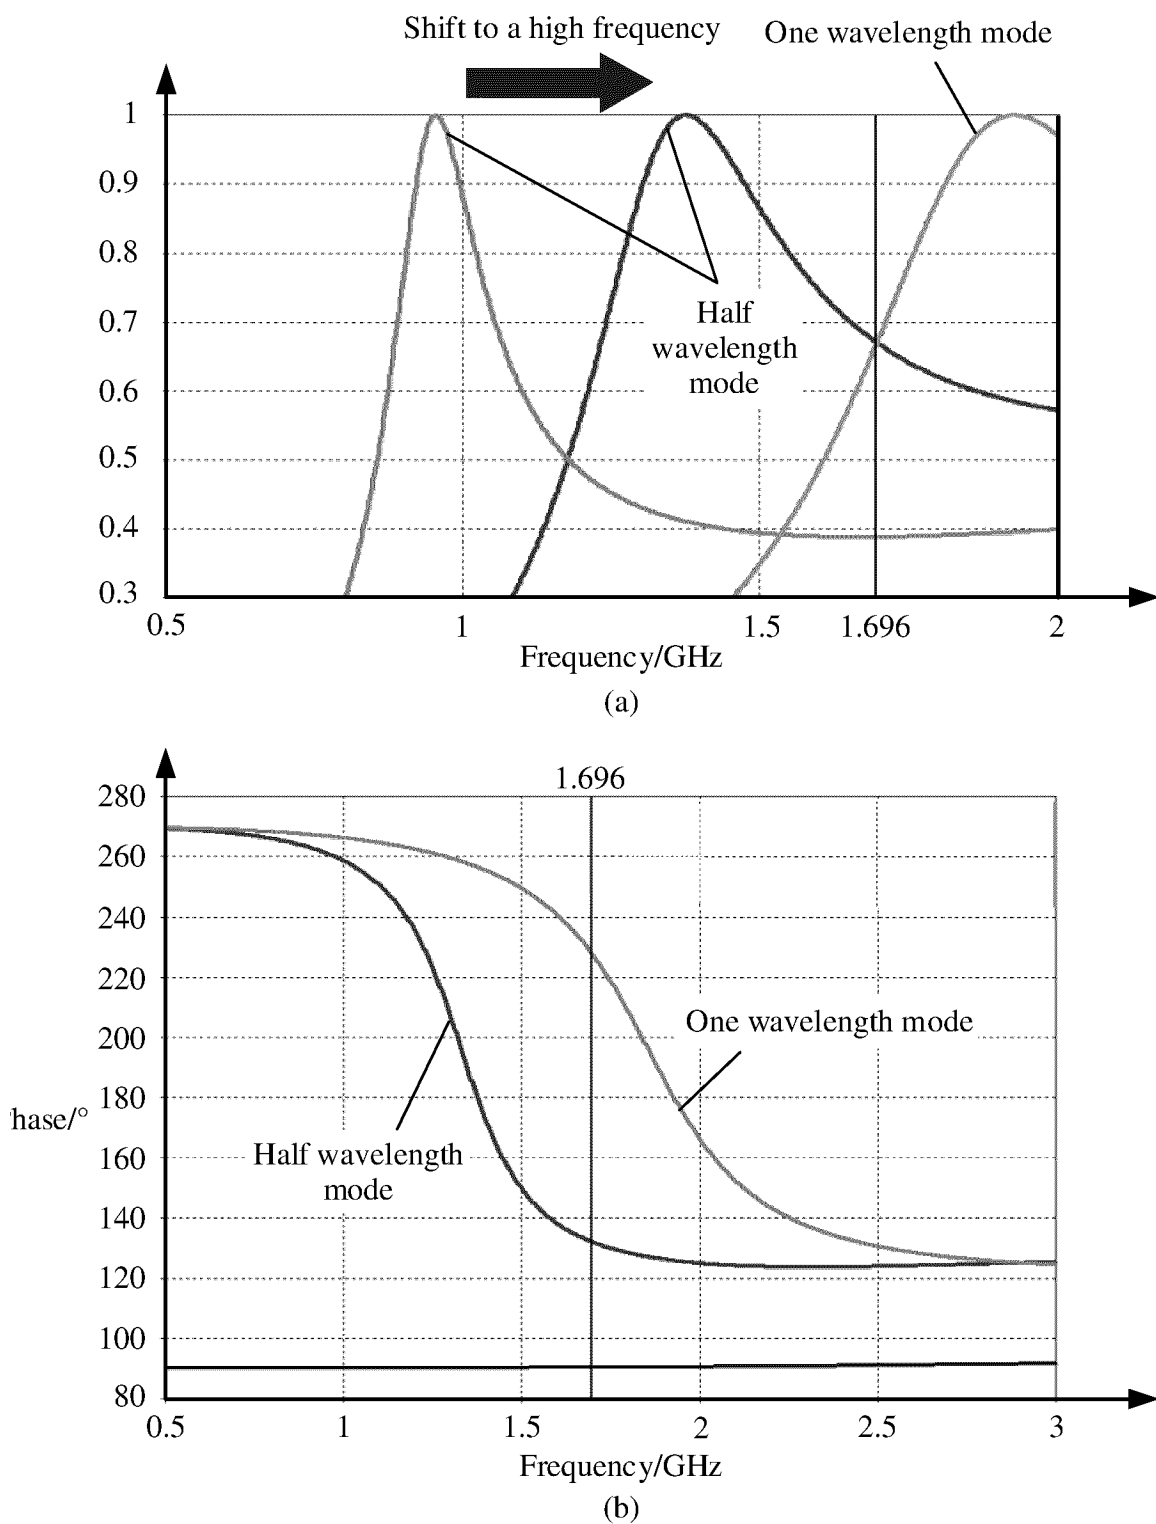 Shift to a high frequency
One wavelength mode
1
0.9
0.8
0.7
0.6
0.5
0.4
0.3
Half
wavelength
mode
0.5 1 1.5 1.696 2
Frequency/GHz
(a)
1.696
280
260
240
220
200
180
160
140
120
100
80
One wavelength mode
hase/°
Half wavelength
mode
0.5 1 1.5 2 2.5 3
Frequency/GHz
(b)